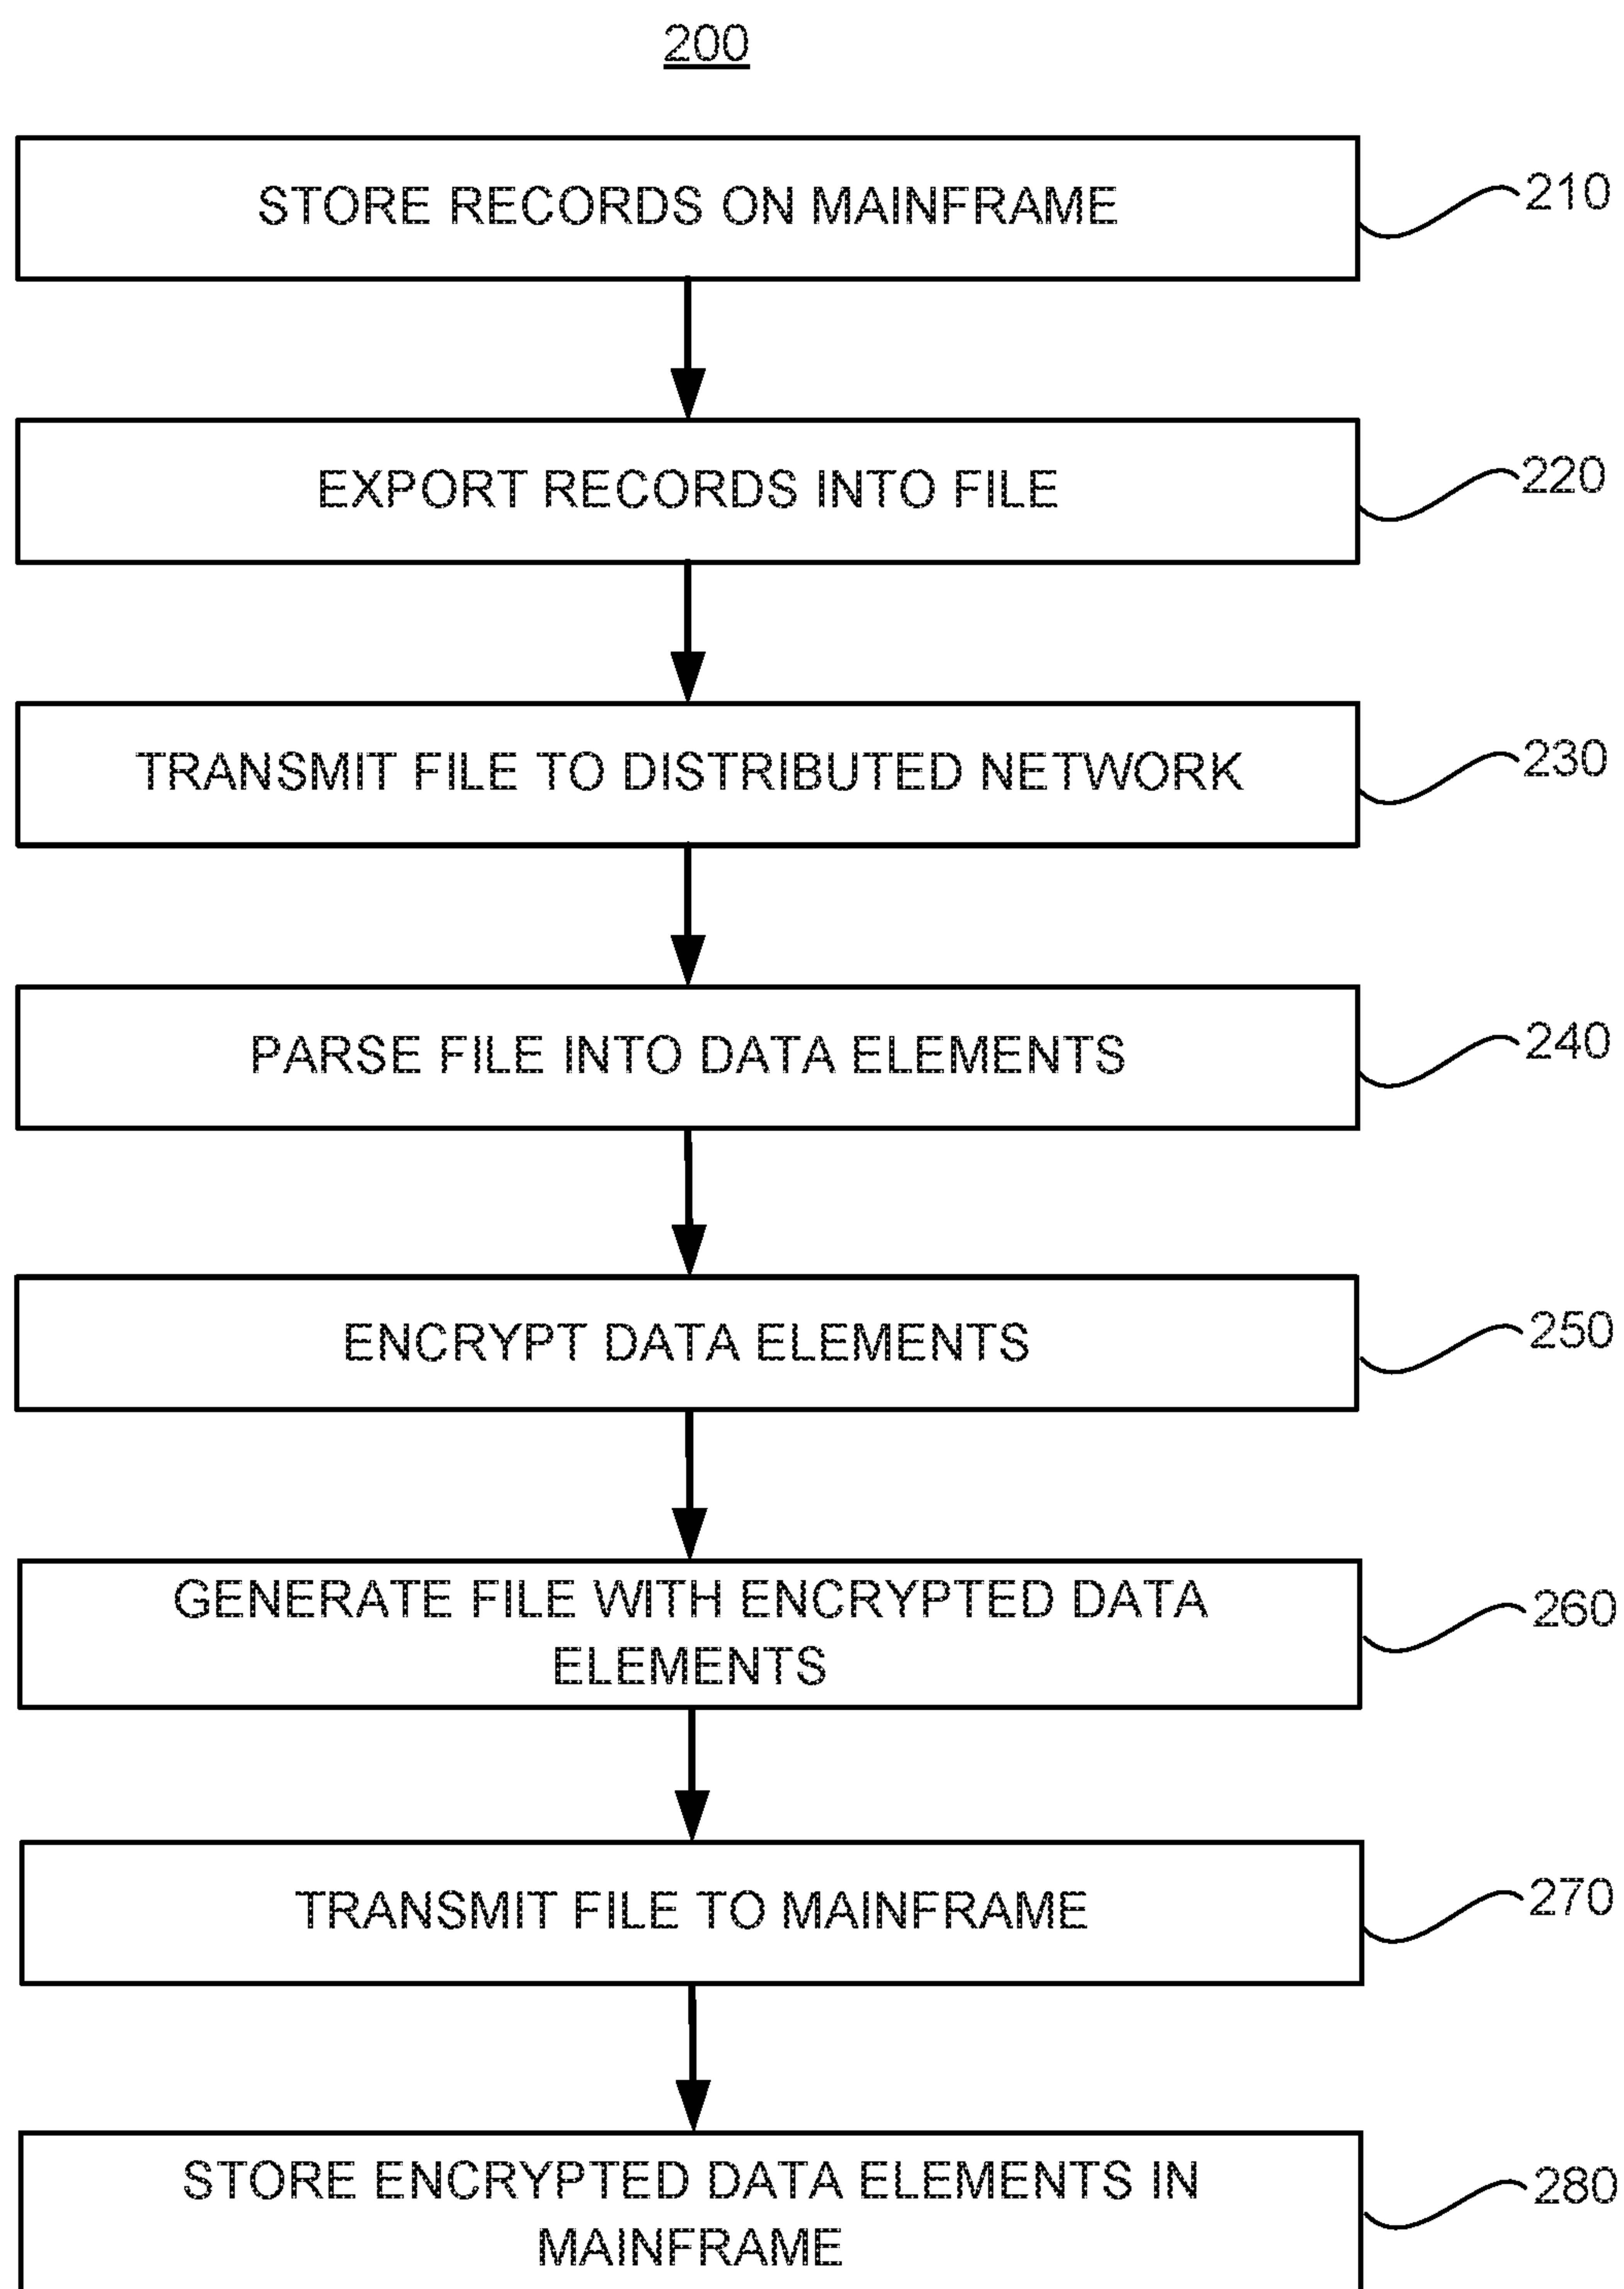 200
STORE RECORDS ON MAINFRAME
210
EXPORT RECORDS INTO FILE
220
TRANSMIT FILE TO DISTRIBUTED NETWORK
230
PARSE FILE INTO DATA ELEMENTS
240
ENCRYPT DATA ELEMENTS
250
GENERATE FILE WITH ENCRYPTED DATA
ELEMENTS
260
TRANSMIT FILE TO MAINFRAME
270
STORE ENCRYPTED DATA ELEMENTS IN
MAINFRAME
280